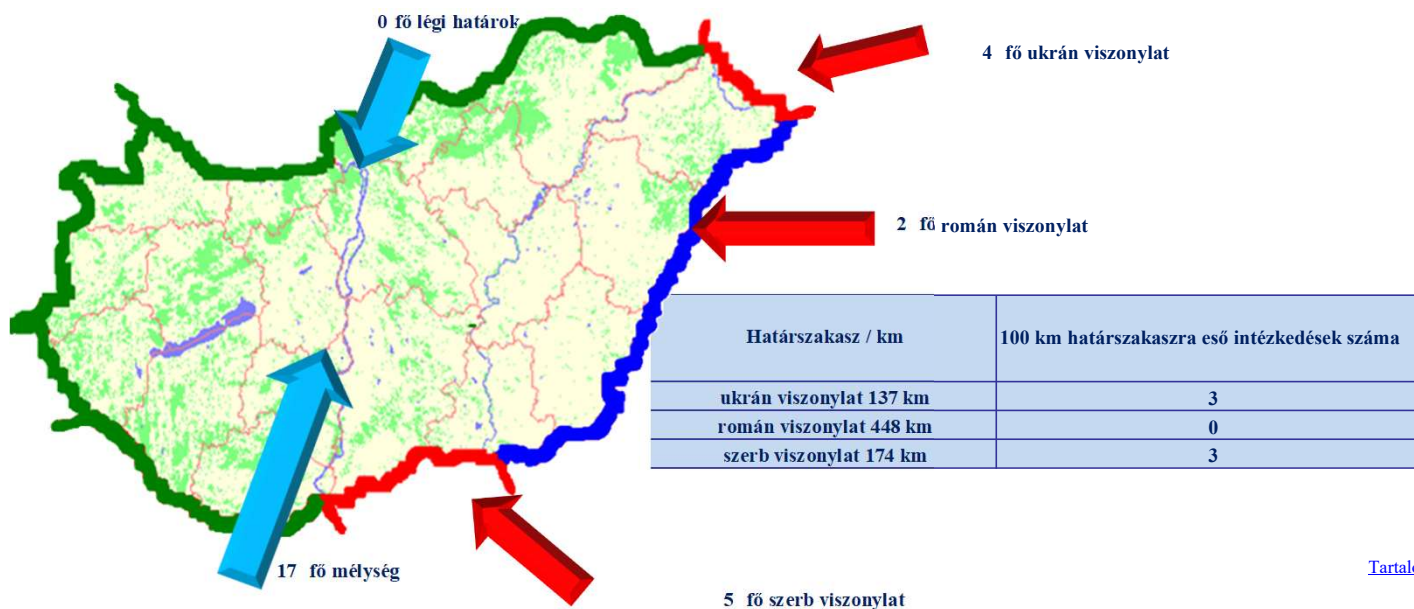 0 fő légi határok
4 fő ukrán viszonylat
2 fő román viszonylat
Határszakasz / km 100 km határszakaszra eső intézkedések száma
ukrán viszonylat 137 km 3
román viszonylat 448 km 0
szerb viszonylat 174 km 3
17 fő mélység
5 fő szerb viszonylat